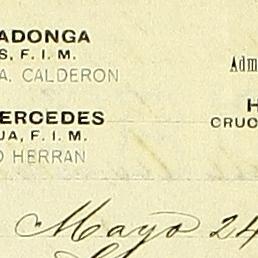 ADONGA
S, F. I. M.
A. CALDERON
ERCEDES
UA, F. I. M.
O HERRAN
Adm
H
CRUC
Mayo 24